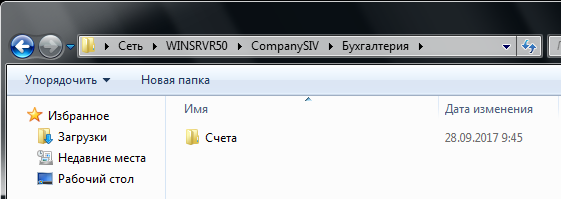 Сеть WINSRVR50 CompanySIV Бухгалтерия
Упорядочить Новая папка
Имя Дата изменения
Избранное
Загрузки
Недавние места
Рабочий стол
Счета 28.09.2017 9:45